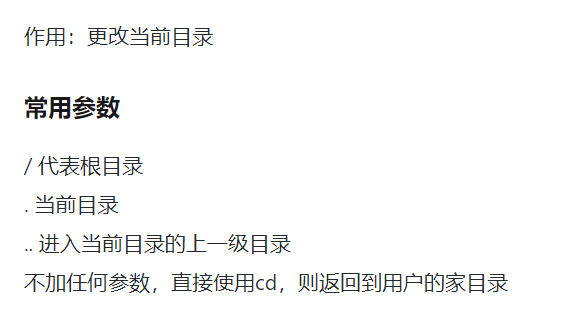 作用：更改当前目录
常用参数
/ 代表根目录
. 当前目录
.. 进入当前目录的上一级目录
不加任何参数，直接使用cd，则返回到用户的家目录